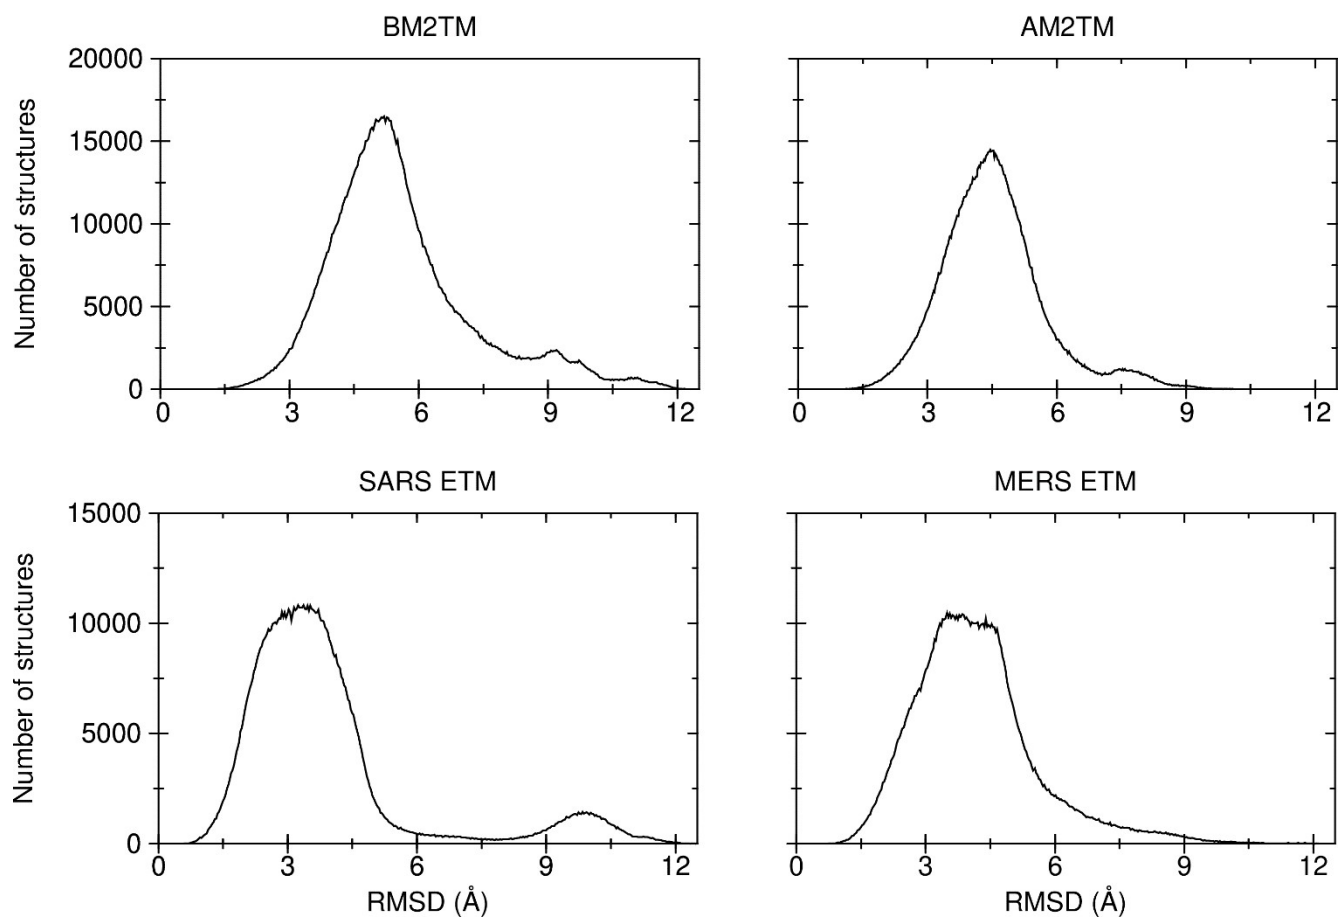 BM2TM
AM2TM
Number of structures
20000
15000
10000
5000
0
0 3 6 9 12
0 3 6 9 12
SARS ETM
MERS ETM
Number of structures
15000
10000
5000
0
0 3 6 9 12
0 3 6 9 12
RMSD (Å)
RMSD (Å)